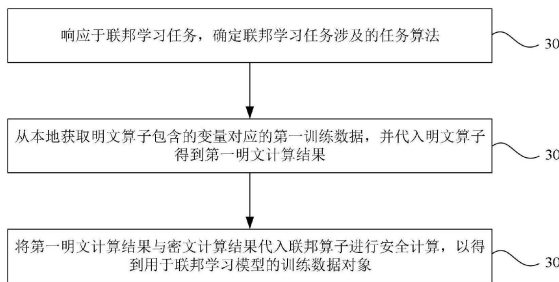 响应于联邦学习任务，确定联邦学习任务涉及的任务算法
30
从本地获取明文算子包含的变量对应的第一训练数据，并代入明文算子
得到第一明文计算结果
30
将第一明文计算结果与密文计算结果代入联邦算子进行安全计算，以得
到用于联邦学习模型的训练数据对象
30